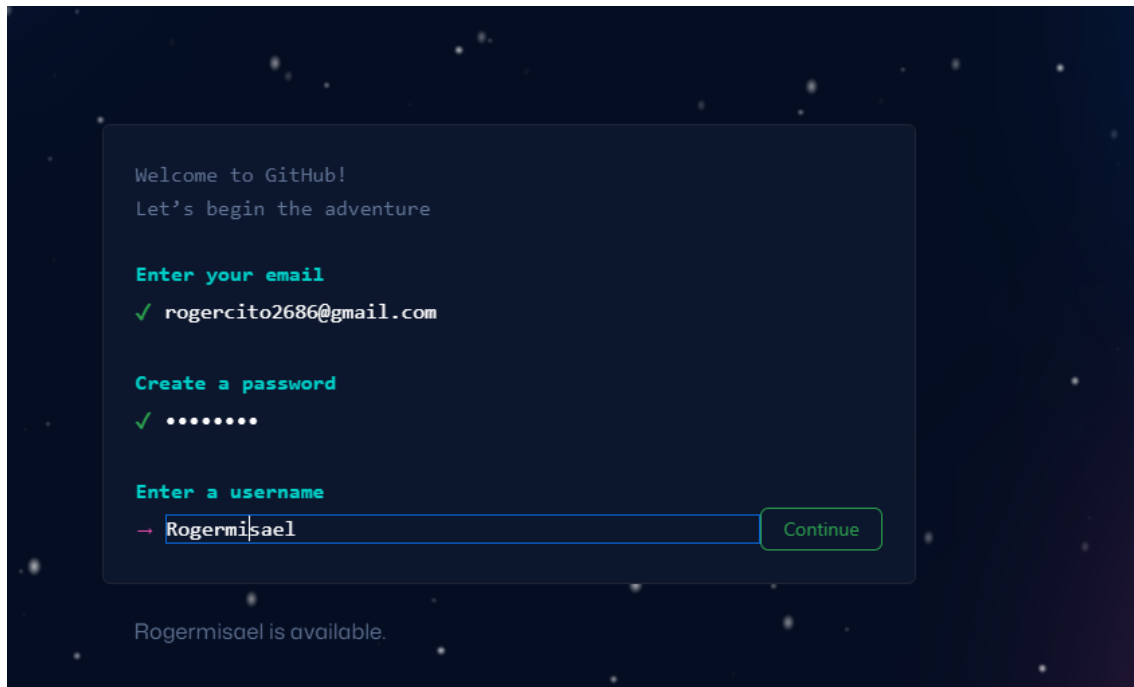 Welcome to GitHub!
Let’s begin the adventure
Enter your email
✓ rogercito2686@gmail.com
Create a password
✓ ••••••••
Enter a username
→ Rogermisael
Continue
Rogermisael is available.